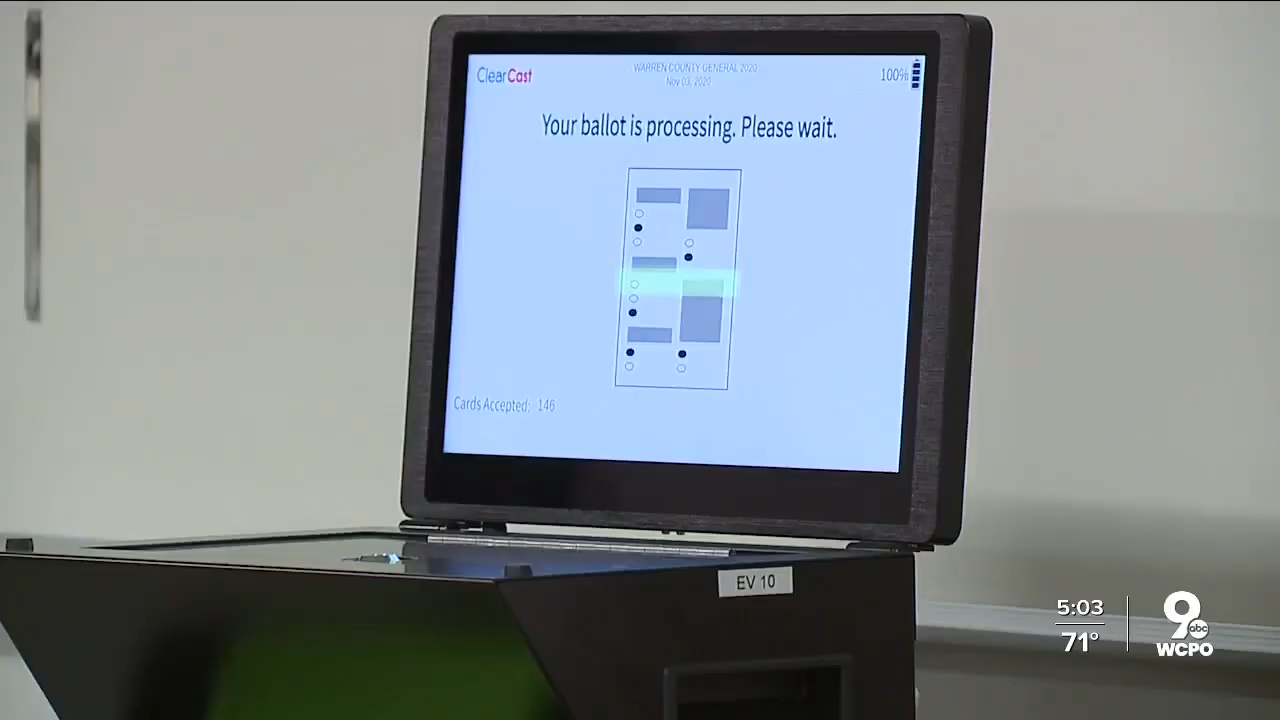 ClearCast
WARREN COUNTY GENERAL 2020
Nov 03, 2020
100%
Your ballot is processing. Please wait.
Cards Accepted: 146
EV 10
5:03
71°
9
abc
WCPO